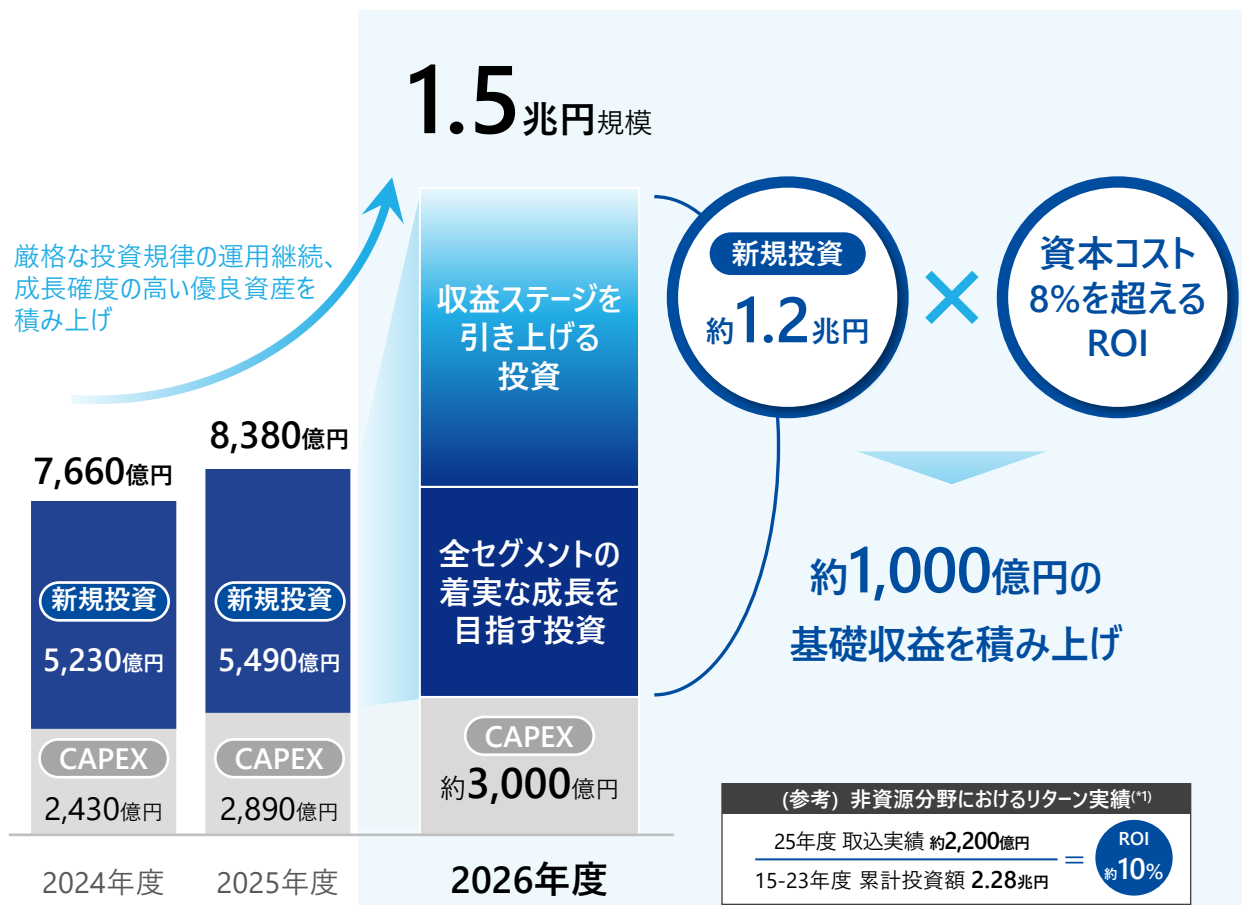 1.5兆円規模
厳格な投資規律の運用継続、
成長確度の高い優良資産を
積み上げ
7,660億円
新規投資
5,230億円
CAPEX
2,430億円
2024年度
8,380億円
新規投資
5,490億円
CAPEX
2,890億円
2025年度
収益ステージを
引き上げる
投資
全セグメントの
着実な成長を
目指す投資
CAPEX
約3,000億円
2026年度
新規投資
約1.2兆円
×
資本コスト
8%を超える
ROI
約1,000億円の
基礎収益を積み上げ
(参考) 非資源分野におけるリターン実績(*1)
25年度 取込実績 約2,200億円
15-23年度 累計投資額 2.28兆円
=
ROI
約10%